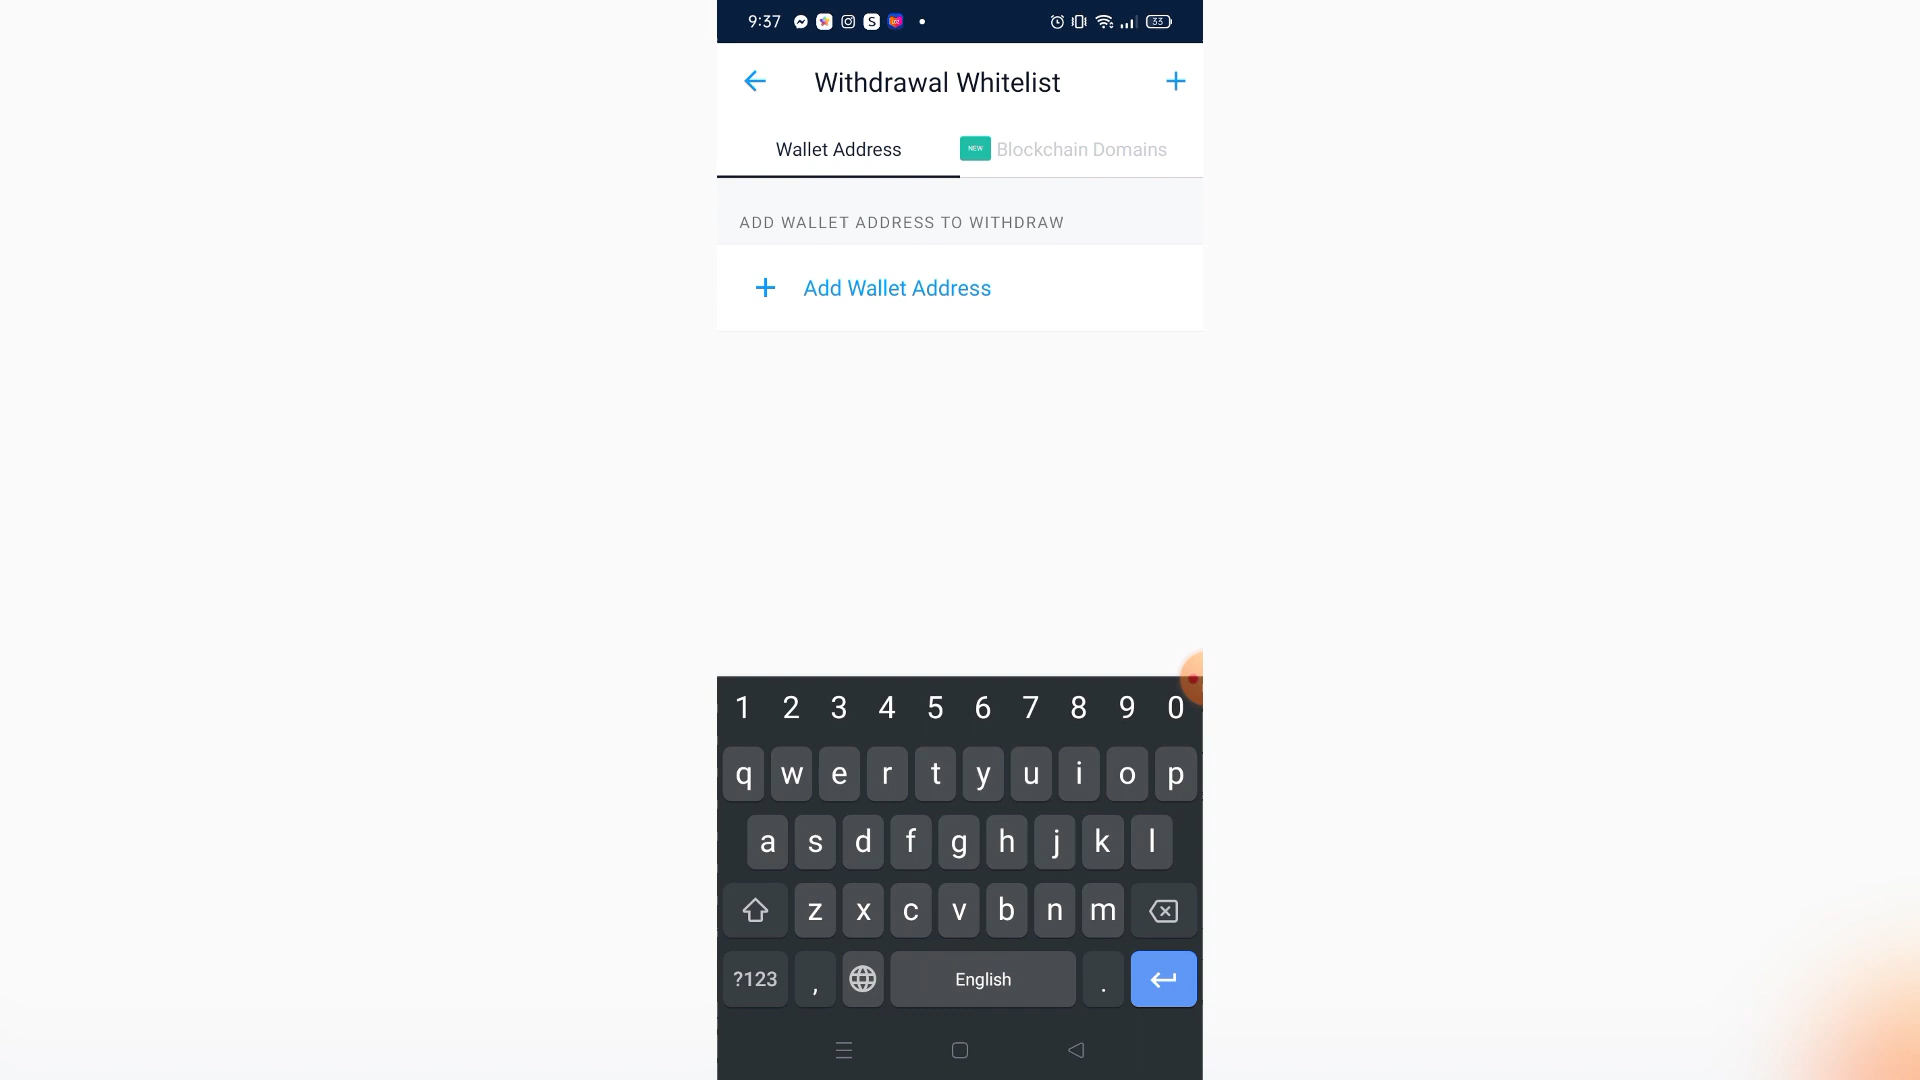 9:37 33
Withdrawal Whitelist
Wallet Address NEW Blockchain Domains
ADD WALLET ADDRESS TO WITHDRAW
+ Add Wallet Address
1 2 3 4 5 6 7 8 9 0
q w e r t y u i o p
a s d f g h j k l
z x c v b n m
?123 , English .